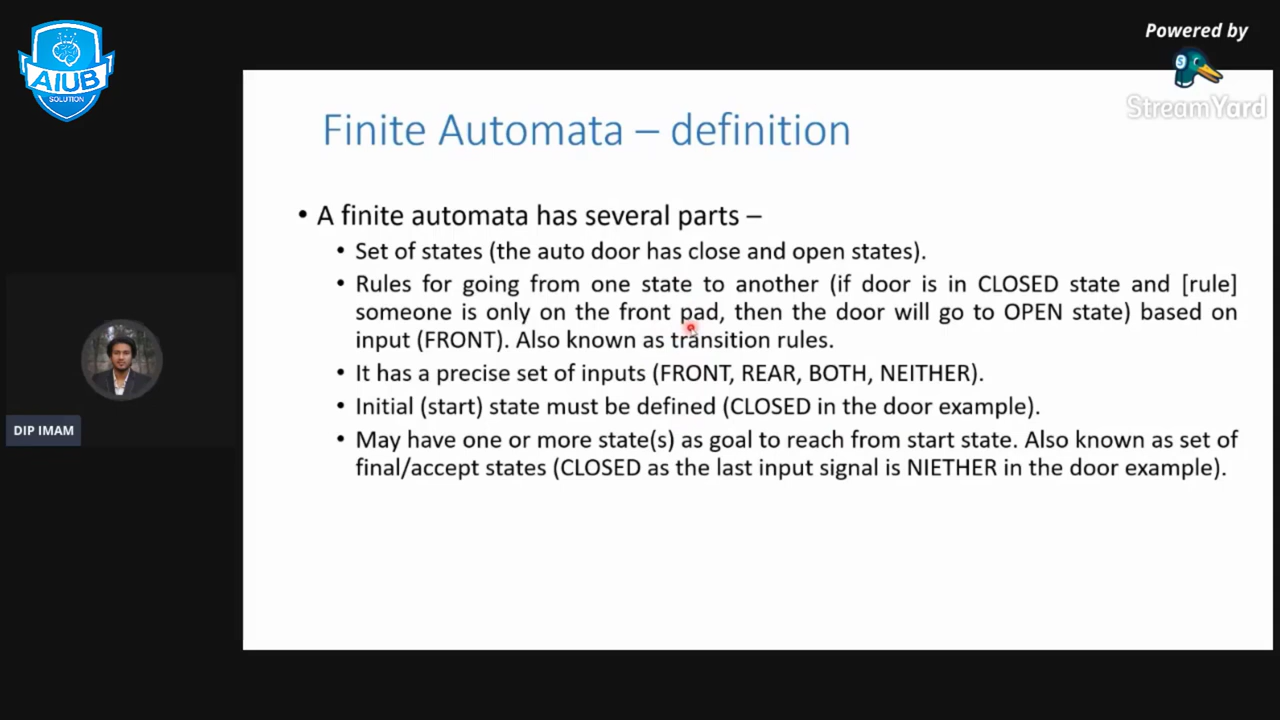 AIUB
SOLUTION
Powered by
S
StreamYard
Finite Automata – definition
• A finite automata has several parts –
• Set of states (the auto door has close and open states).
• Rules for going from one state to another (if door is in CLOSED state and [rule]
someone is only on the front pad, then the door will go to OPEN state) based on
input (FRONT). Also known as transition rules.
• It has a precise set of inputs (FRONT, REAR, BOTH, NEITHER).
• Initial (start) state must be defined (CLOSED in the door example).
• May have one or more state(s) as goal to reach from start state. Also known as set of
final/accept states (CLOSED as the last input signal is NIETHER in the door example).
DIP IMAM